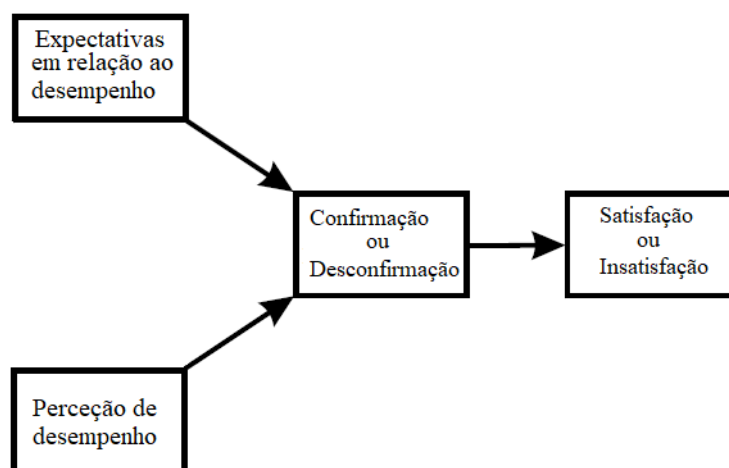 Expectativas
em relação ao
desempenho
Confirmação
ou
Desconfirmação
Satisfação
ou
Insatisfação
Perceção de
desempenho